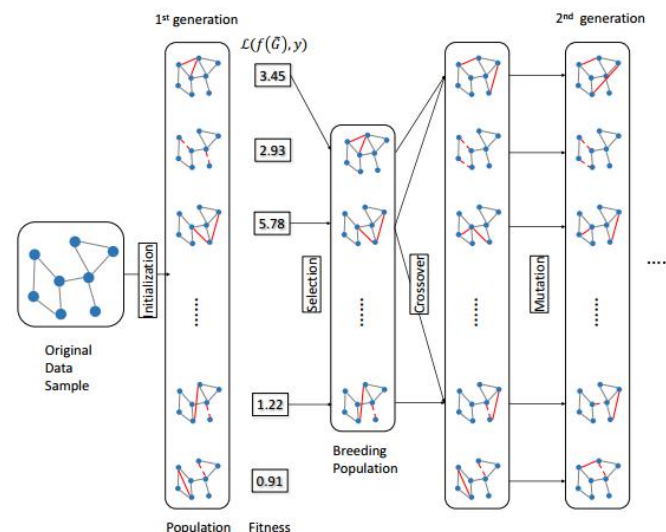 1st generation
2nd generation
ℒ(f(G̃), y)
3.45
2.93
5.78
......
1.22
0.91
Original
Data
Sample
Initialization
Selection
......
Crossover
......
Mutation
......
.....
Breeding
Population
Population
Fitness